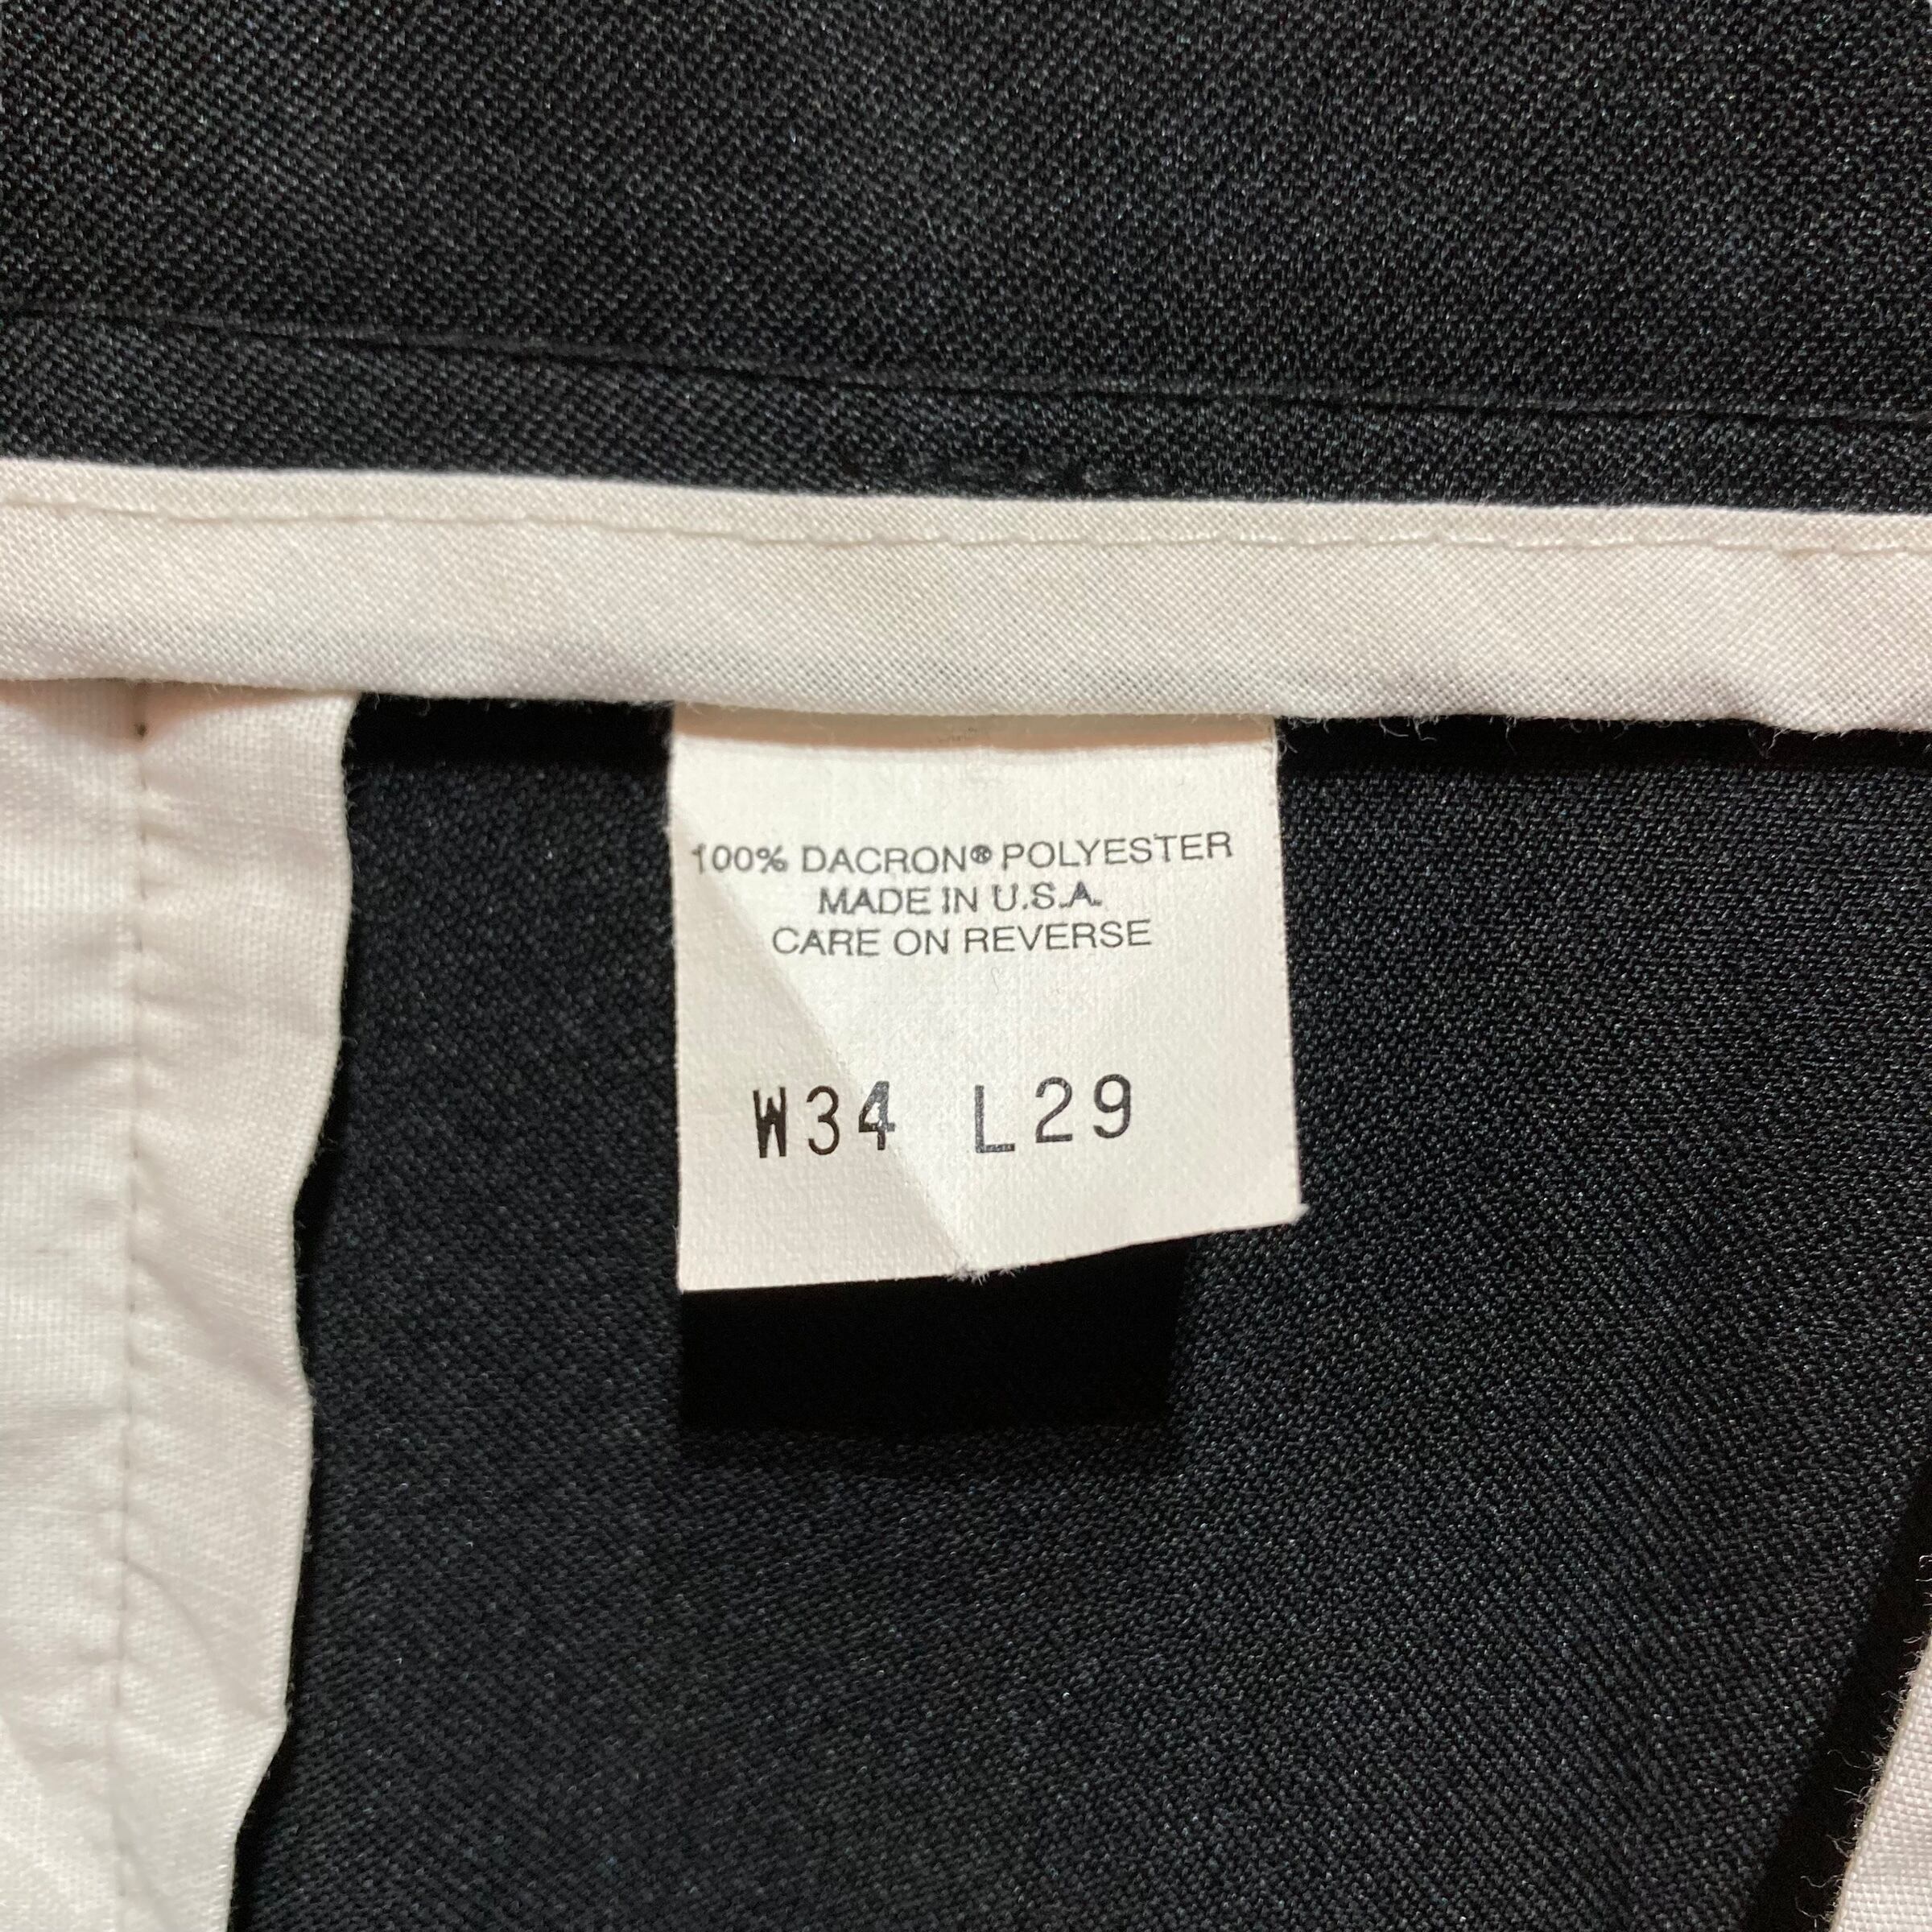 100% DACRON® POLYESTER
MADE IN U.S.A.
CARE ON REVERSE
W34 L29